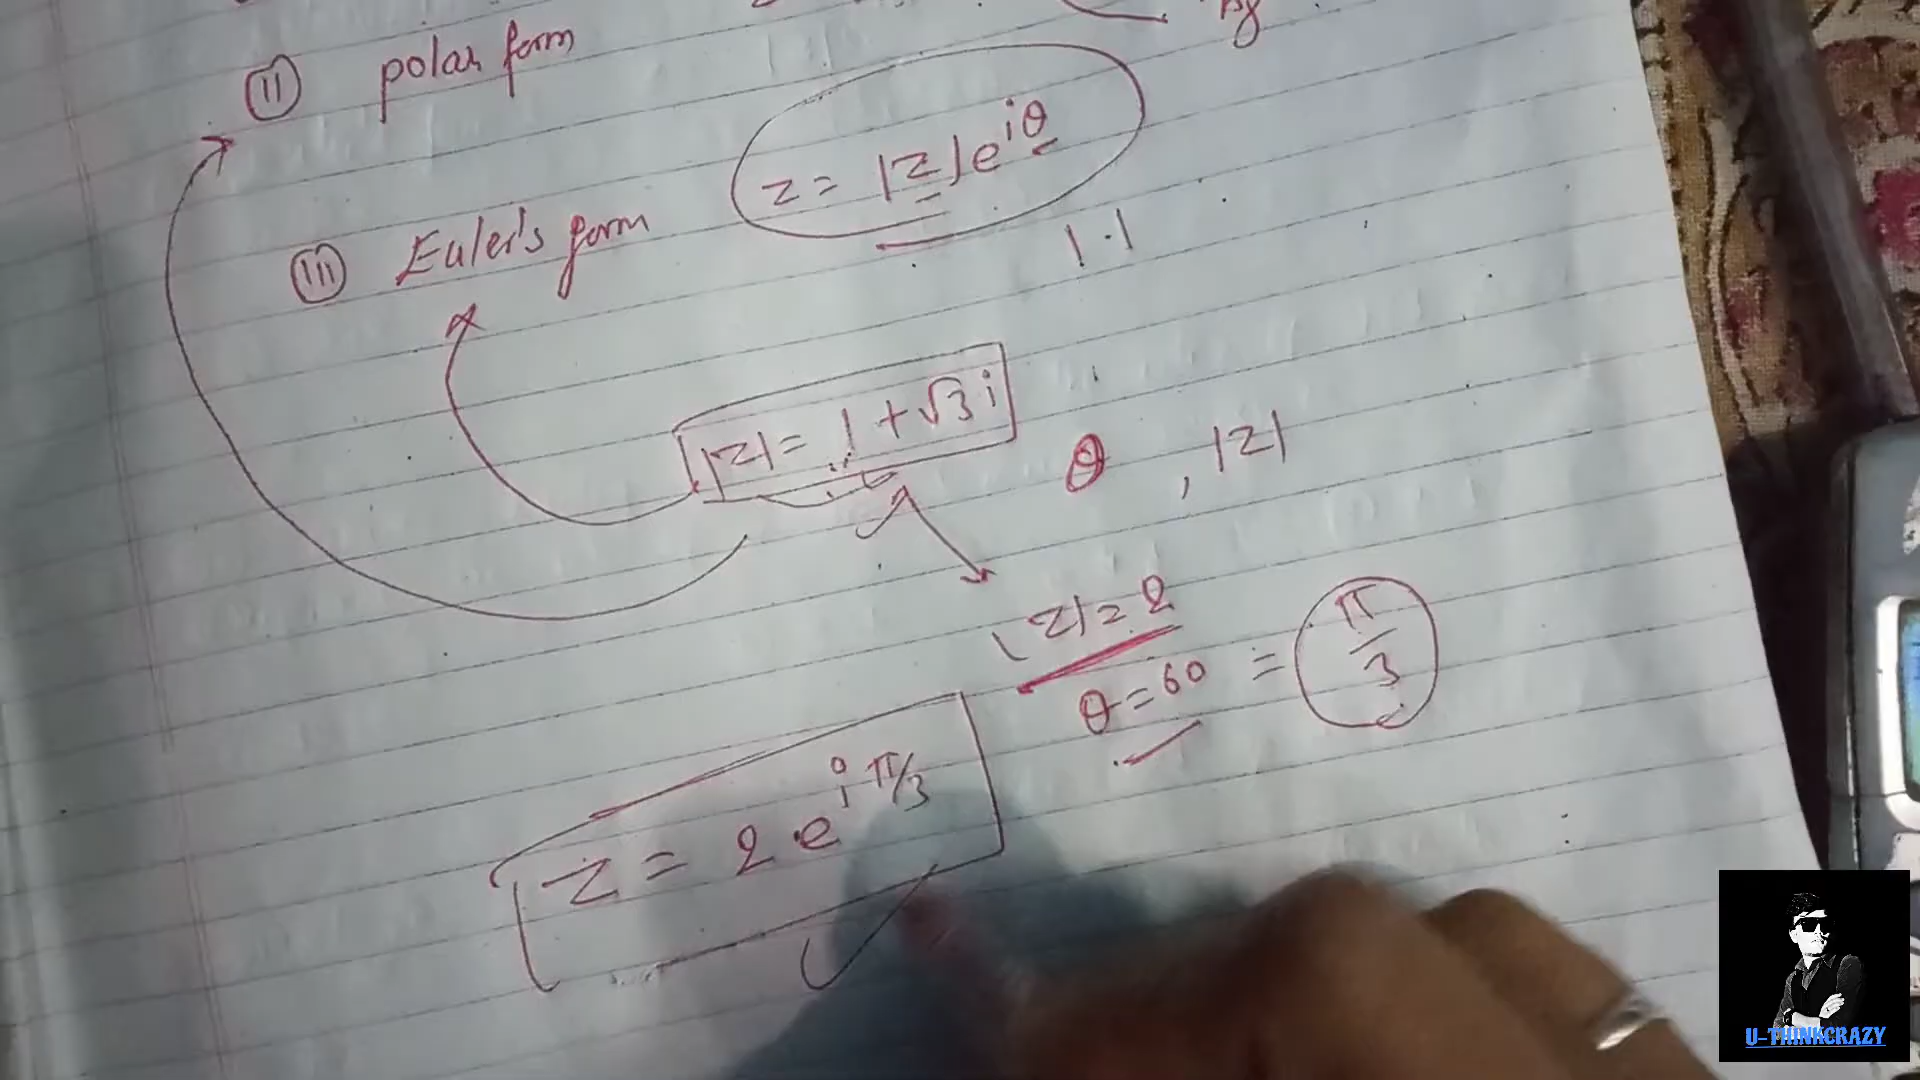 (II) polar form
z = |z|e^{iθ}
(III) Euler's form
|·|
|z| = 1 + √3 i
θ , |z|
|z| = 2
θ = 60 = π/3
z = 2 e^{i π/3}
U-THINKCRAZY